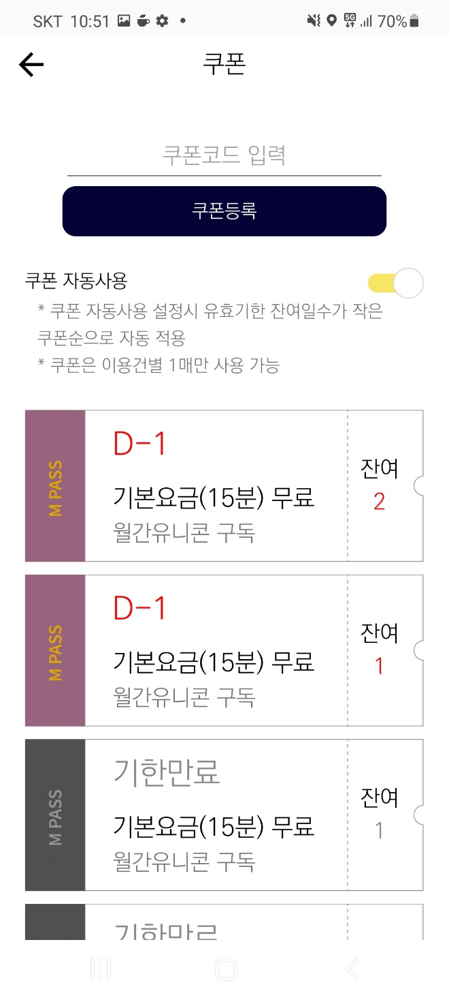 SKT 10:51 5G 70%
쿠폰
쿠폰코드 입력
쿠폰등록
쿠폰 자동사용
* 쿠폰 자동사용 설정시 유효기한 잔여일수가 작은
쿠폰순으로 자동 적용
* 쿠폰은 이용건별 1매만 사용 가능
M PASS
D-1
기본요금(15분) 무료
월간유니콘 구독
잔여
2
M PASS
D-1
기본요금(15분) 무료
월간유니콘 구독
잔여
1
M PASS
기한만료
기본요금(15분) 무료
월간유니콘 구독
잔여
1
기한만료